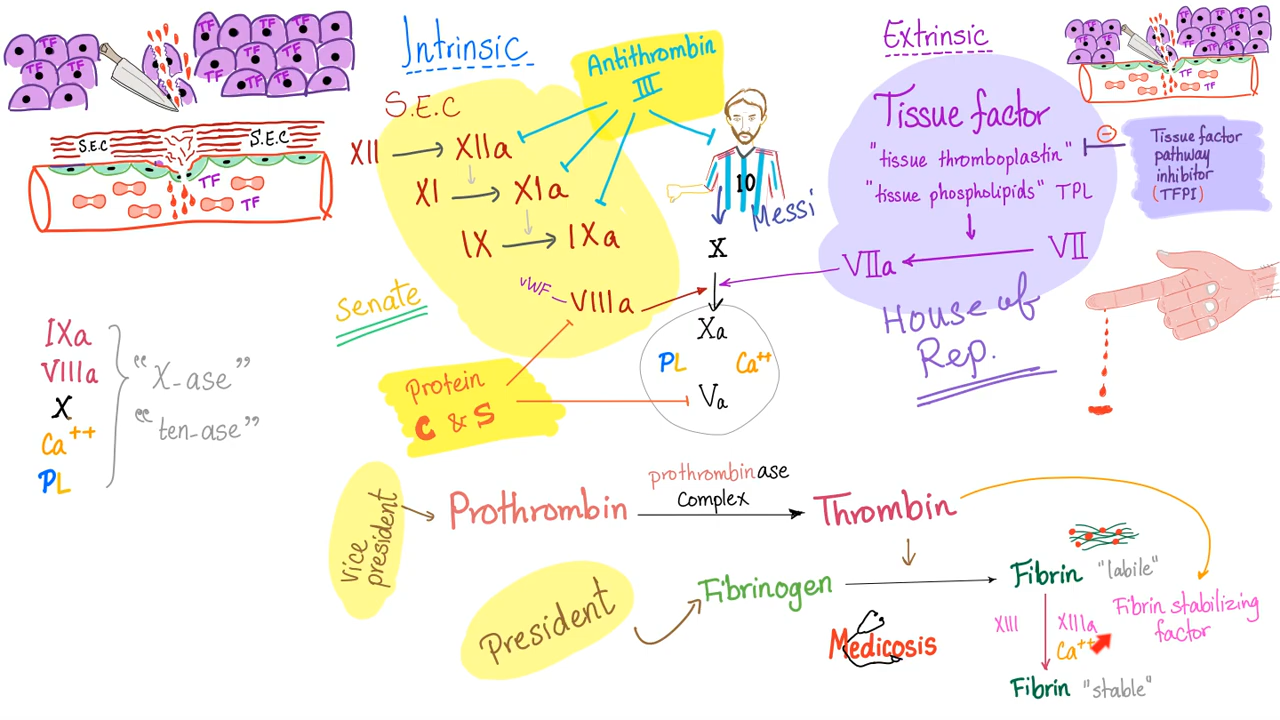 TF
TF
TF
TF
TF
TF
TF
TF
S.E.C
S.E.C
TF
TF
Intrinsic
S.E.C
Antithrombin
III
XII
XIIa
XI
XIa
IX
IXa
vWF
VIIIa
10
Messi
X
Xa
PL
Ca++
Va
Senate
Protein
C & S
Extrinsic
TF
TF
Tissue factor
"tissue thromboplastin"
"tissue phospholipids" TPL
Tissue factor
pathway
inhibitor
(TFPI)
VIIa
VII
House of
Rep.
IXa
VIIIa
X
Ca++
PL
"X-ase"
"ten-ase"
Vice
president
Prothrombin
prothrombinase
Complex
Thrombin
President
Fibrinogen
Medicosis
Fibrin "labile"
XIII
XIIIa
Ca++
Fibrin stabilizing
factor
Fibrin "stable"